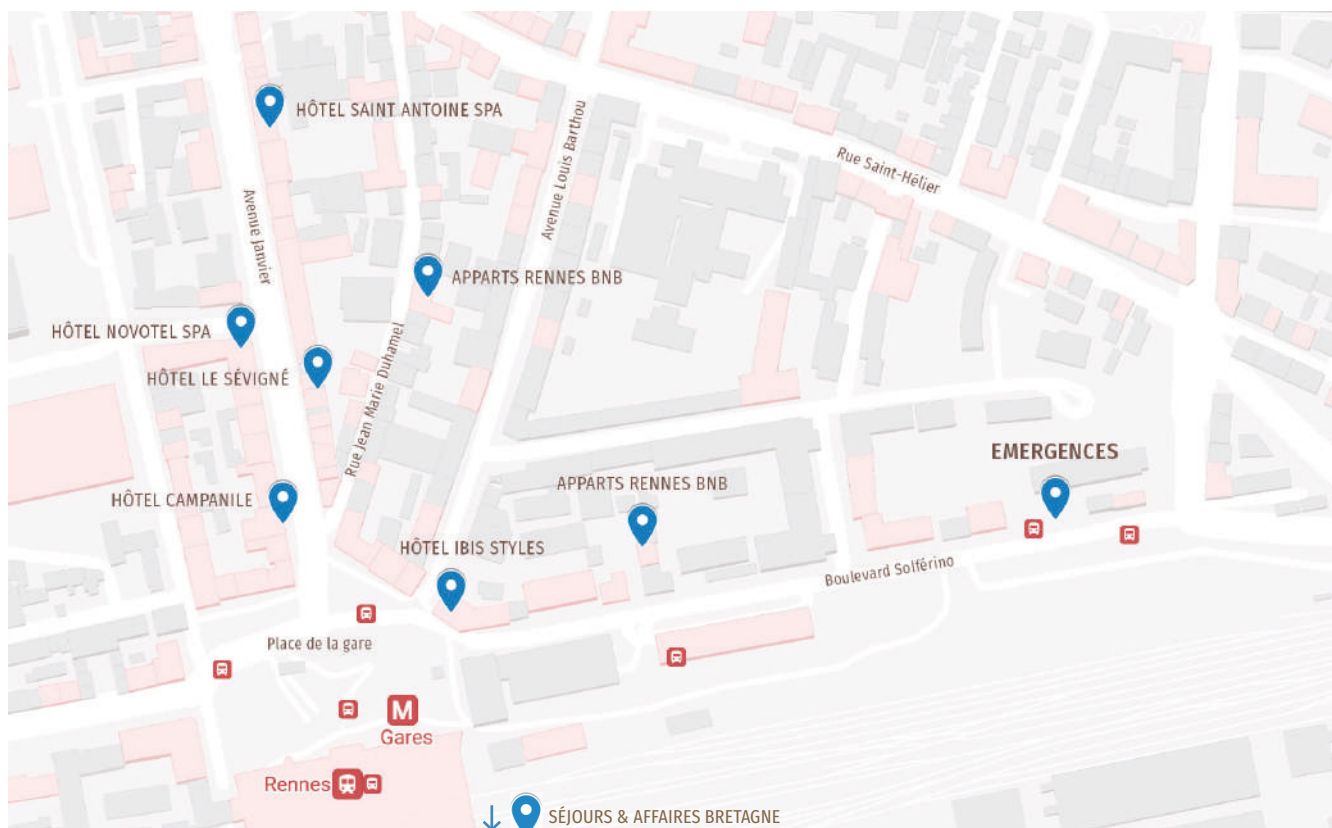 HÔTEL SAINT ANTOINE SPA
Avenue Louis Barthou
Rue Saint-Hélier
Avenue Janvier
APPARTS RENNES BNB
HÔTEL NOVOTEL SPA
HÔTEL LE SÉVIGNÉ
Rue Jean Marie Duhamel
EMERGENCES
APPARTS RENNES BNB
HÔTEL CAMPANILE
HÔTEL IBIS STYLES
Boulevard Solférino
Place de la gare
M
Gares
Rennes
SÉJOURS & AFFAIRES BRETAGNE